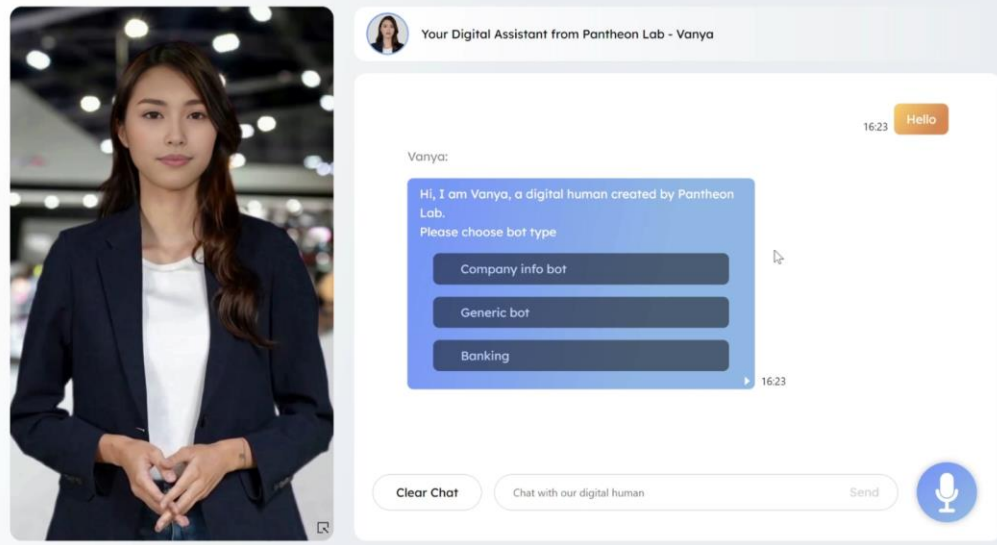 Your Digital Assistant from Pantheon Lab - Vanya
Hello
16:23
Vanya:
Hi, I am Vanya, a digital human created by Pantheon
Lab.
Please choose bot type
Company info bot
Generic bot
Banking
16:23
Clear Chat
Chat with our digital human
Send